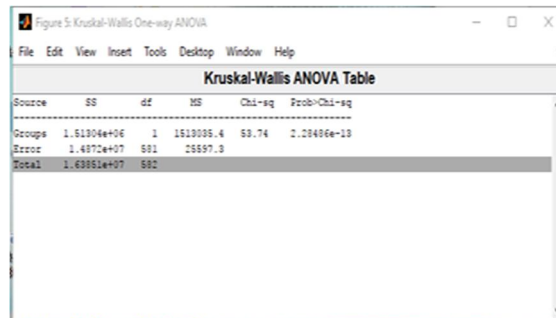 Figure 5: Kruskal-Wallis One-way ANOVA
File Edit View Insert Tools Desktop Window Help
Kruskal-Wallis ANOVA Table
Source SS df MS Chi-sq Prob>Chi-sq
Groups 1.51304e+06 1 1513035.4 53.74 2.28486e-13
Error 1.4872e+07 581 25597.3
Total 1.63851e+07 582